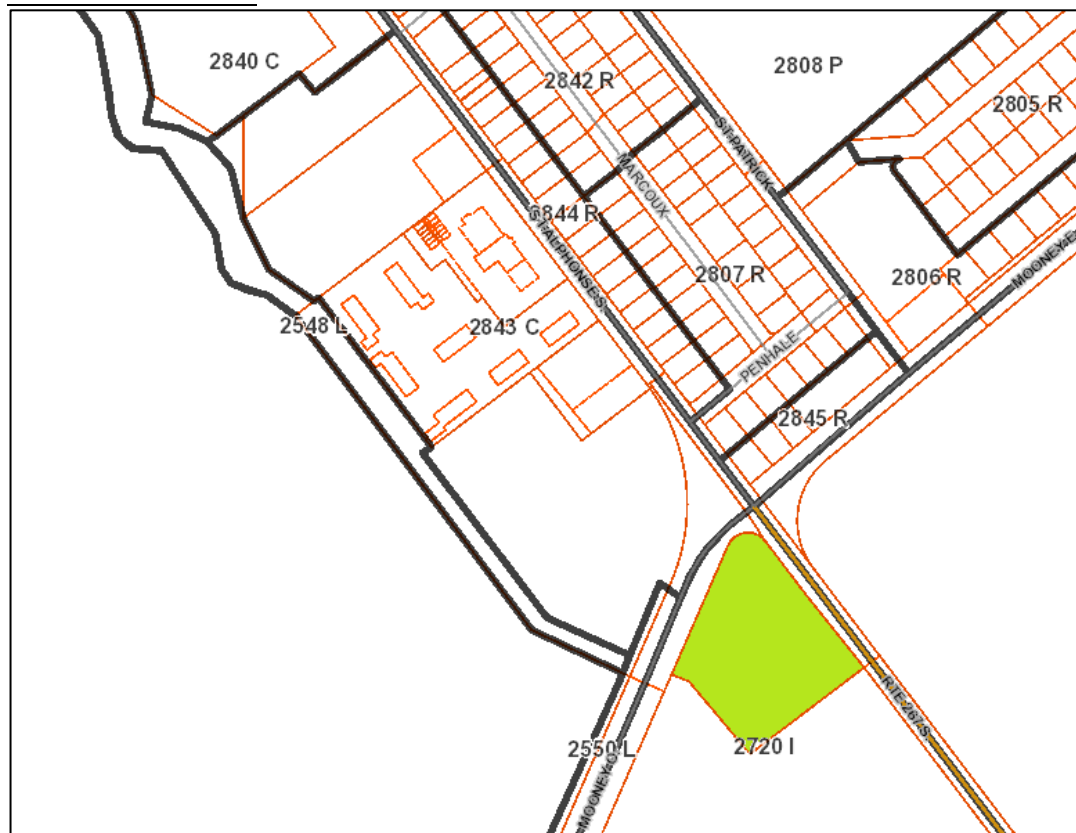 2840 C
2842 R
2808 P
2805 R
ST-PATRICK
MARCOUX
2844 R
ST-ALPHONSE S.
2807 R
2806 R
MOONEY E
2548 L
2843 C
PENHALE
2845 R
RTE-267 S.
2720 I
2550 L
MOONEY O